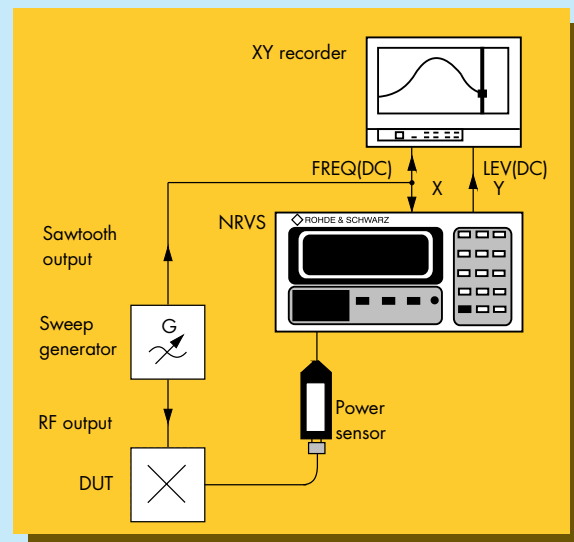 XY recorder
FREQ(DC)
LEV(DC)
X
Y
NRVS
ROHDE & SCHWARZ
Sawtooth
output
Sweep
generator
G
RF output
Power
sensor
DUT